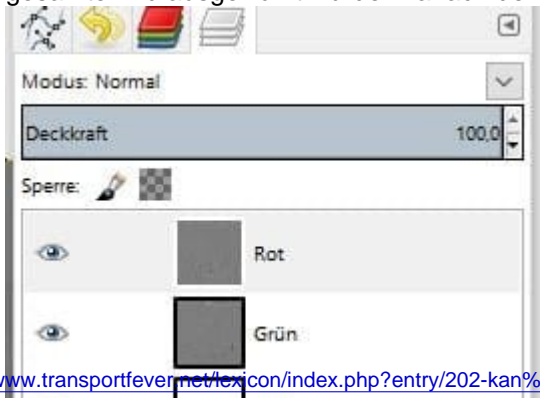 Modus: Normal
Deckkraft 100,0
Sperre:
Rot
Grün
www.transportfever.net/lexicon/index.php?entry/202-kan%